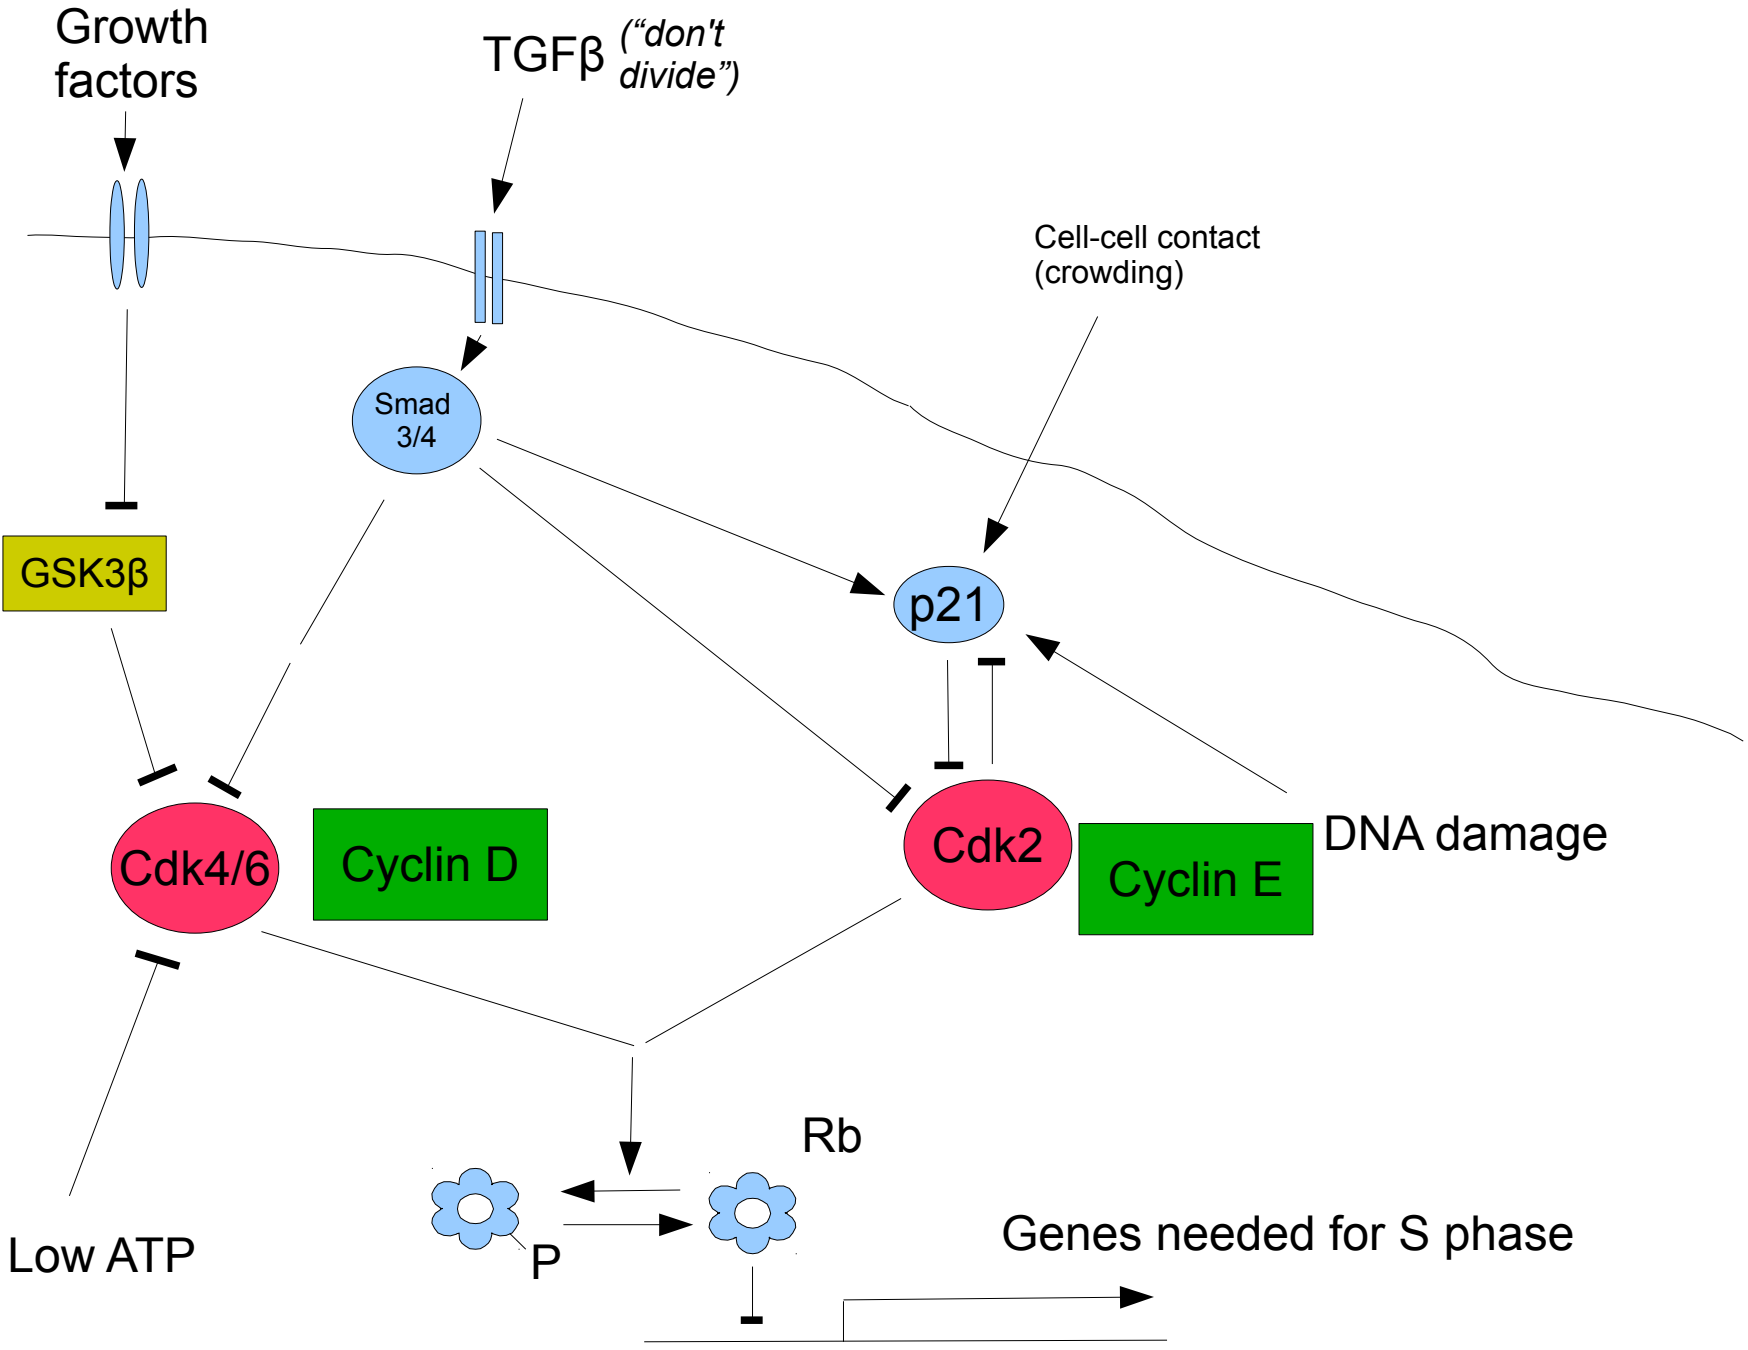 Growth
factors
TGFβ
(“don't
divide”)
Cell-cell contact
(crowding)
Smad
3/4
GSK3β
p21
Cdk4/6
Cyclin D
Cdk2
Cyclin E
DNA damage
Rb
P
Low ATP
Genes needed for S phase